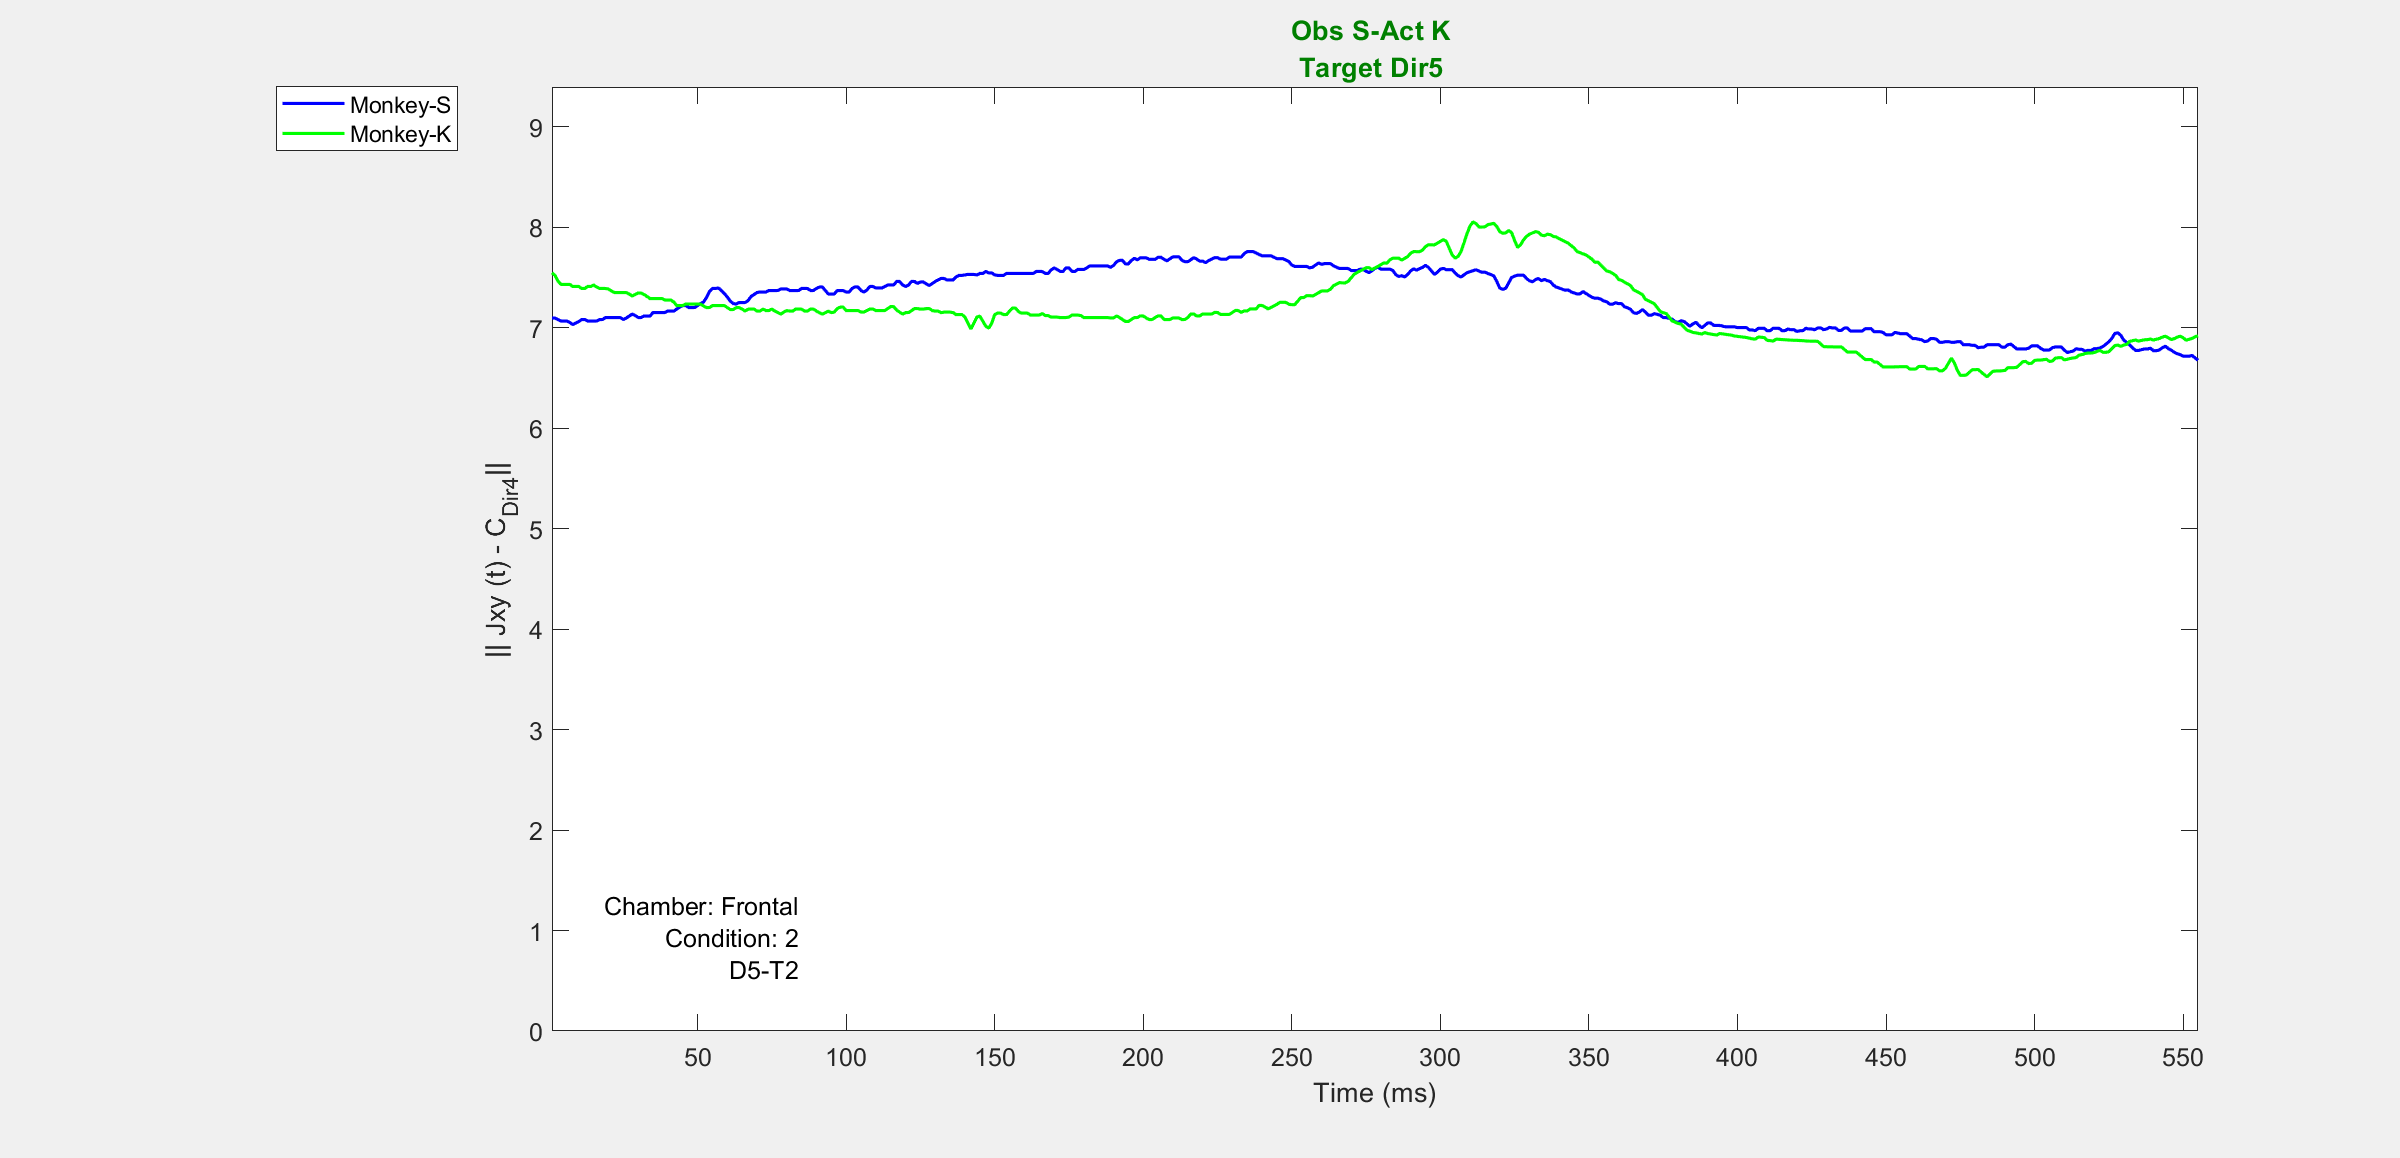 Obs S-Act K
Target Dir5
Monkey-S
Monkey-K
9
8
7
6
5
4
3
2
1
0
|| Jxy (t) - C_Dir4||
Chamber: Frontal
Condition: 2
D5-T2
50 100 150 200 250 300 350 400 450 500 550
Time (ms)